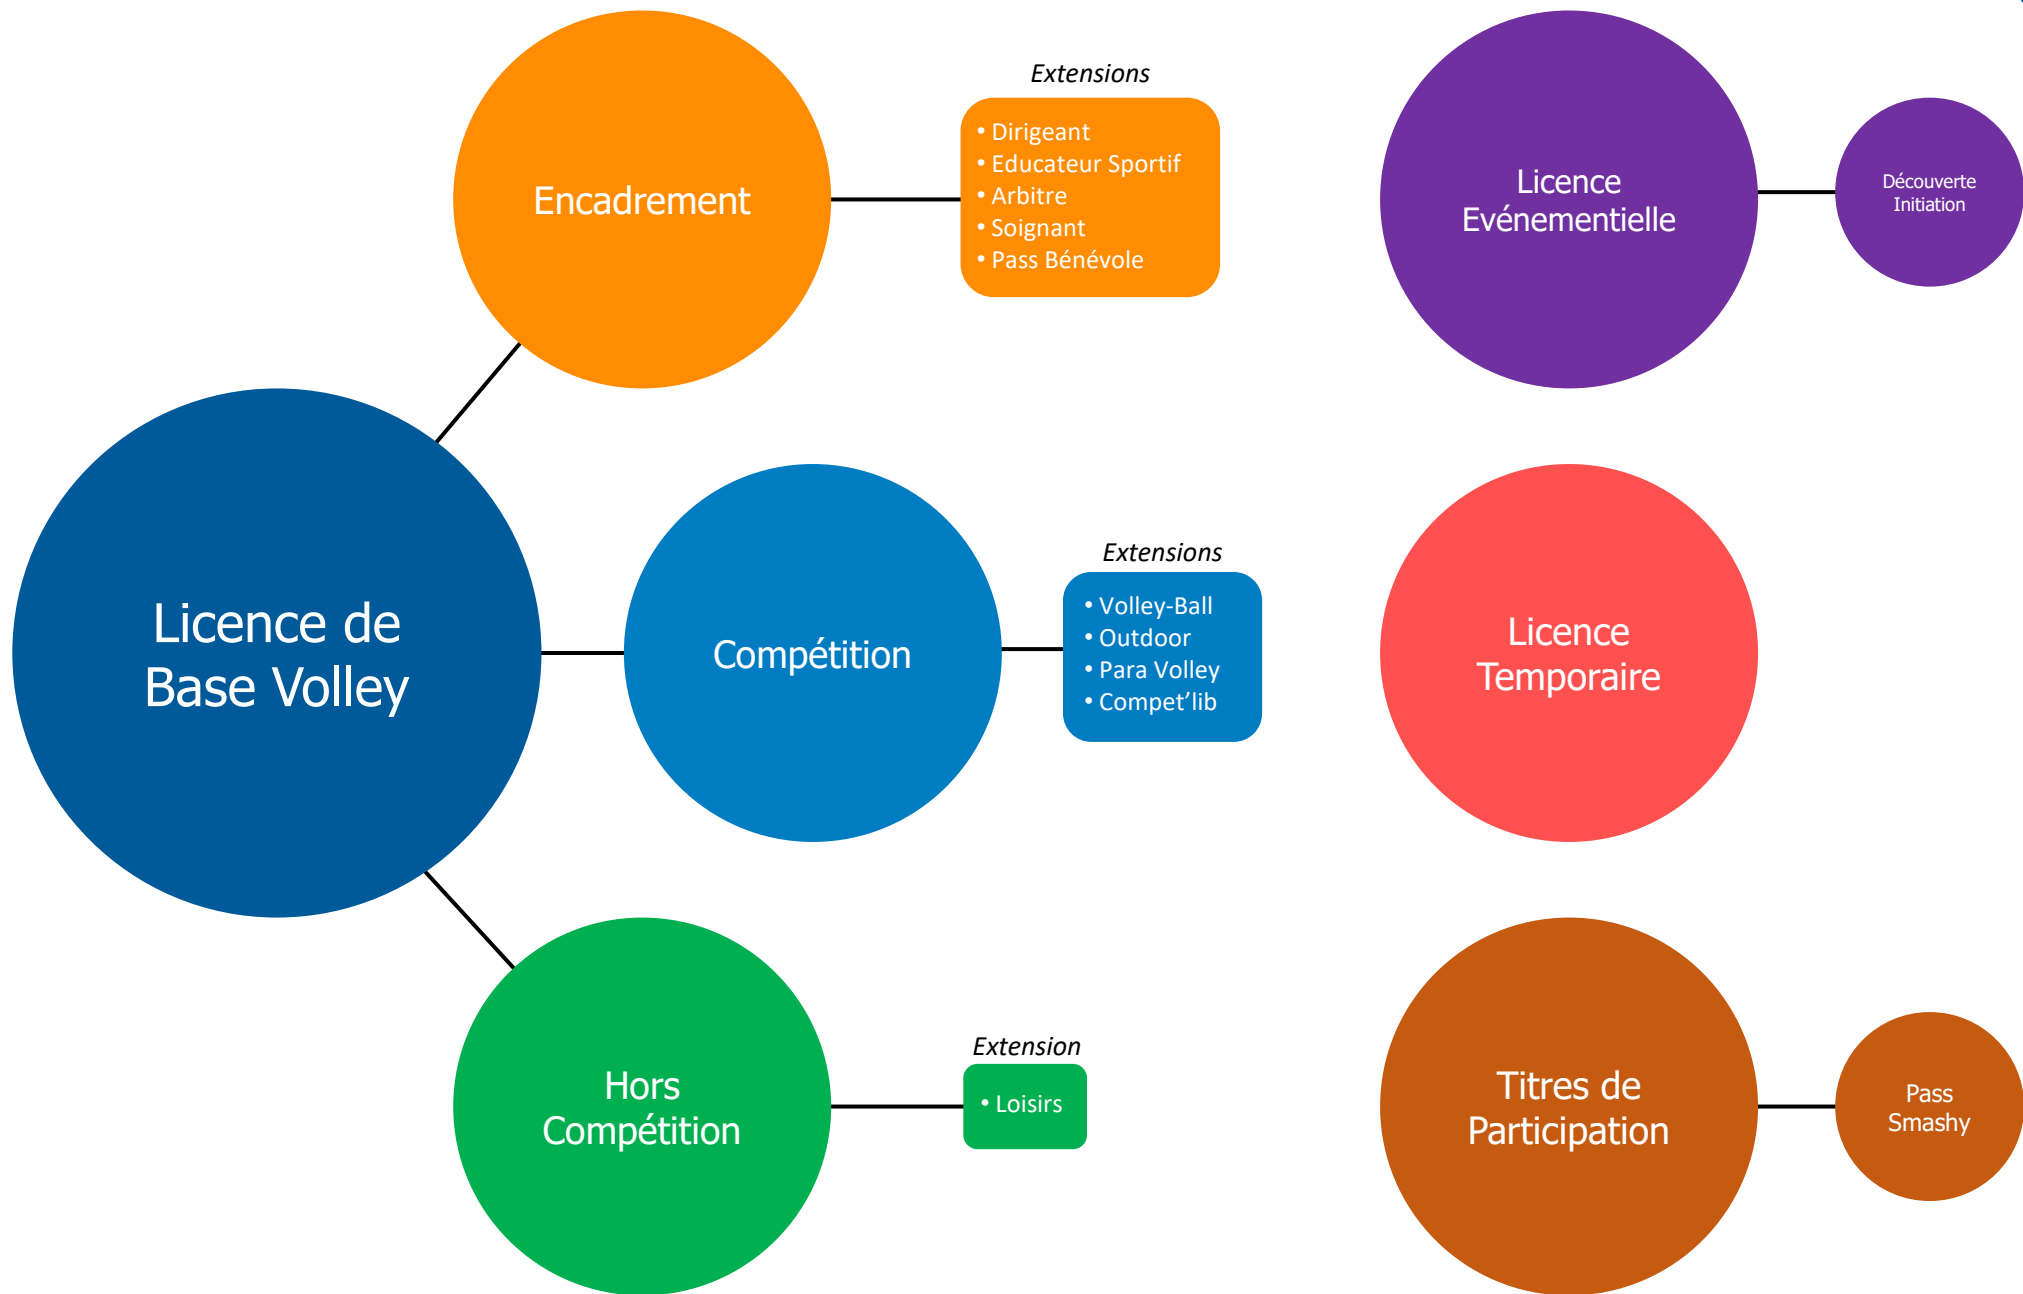 Licence de
Base Volley
Encadrement
Extensions
• Dirigeant
• Educateur Sportif
• Arbitre
• Soignant
• Pass Bénévole
Compétition
Extensions
• Volley-Ball
• Outdoor
• Para Volley
• Compet’lib
Hors
Compétition
Extension
• Loisirs
Licence
Evénementielle
Découverte
Initiation
Licence
Temporaire
Titres de
Participation
Pass
Smashy